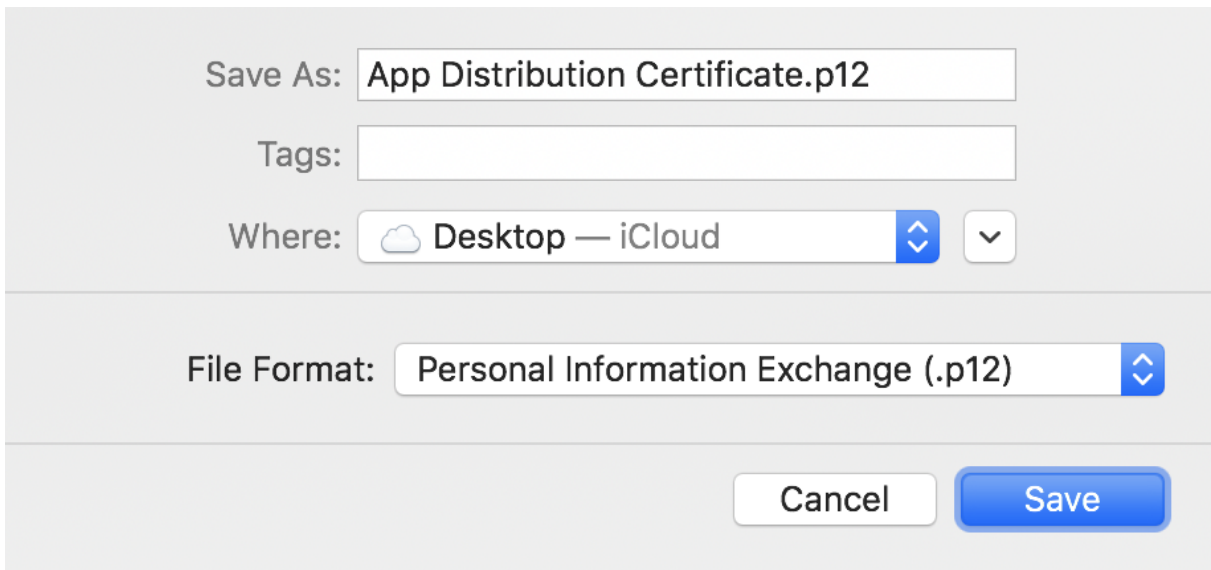 Save As: App Distribution Certificate.p12
Tags:
Where: Desktop — iCloud
File Format: Personal Information Exchange (.p12)
Cancel Save